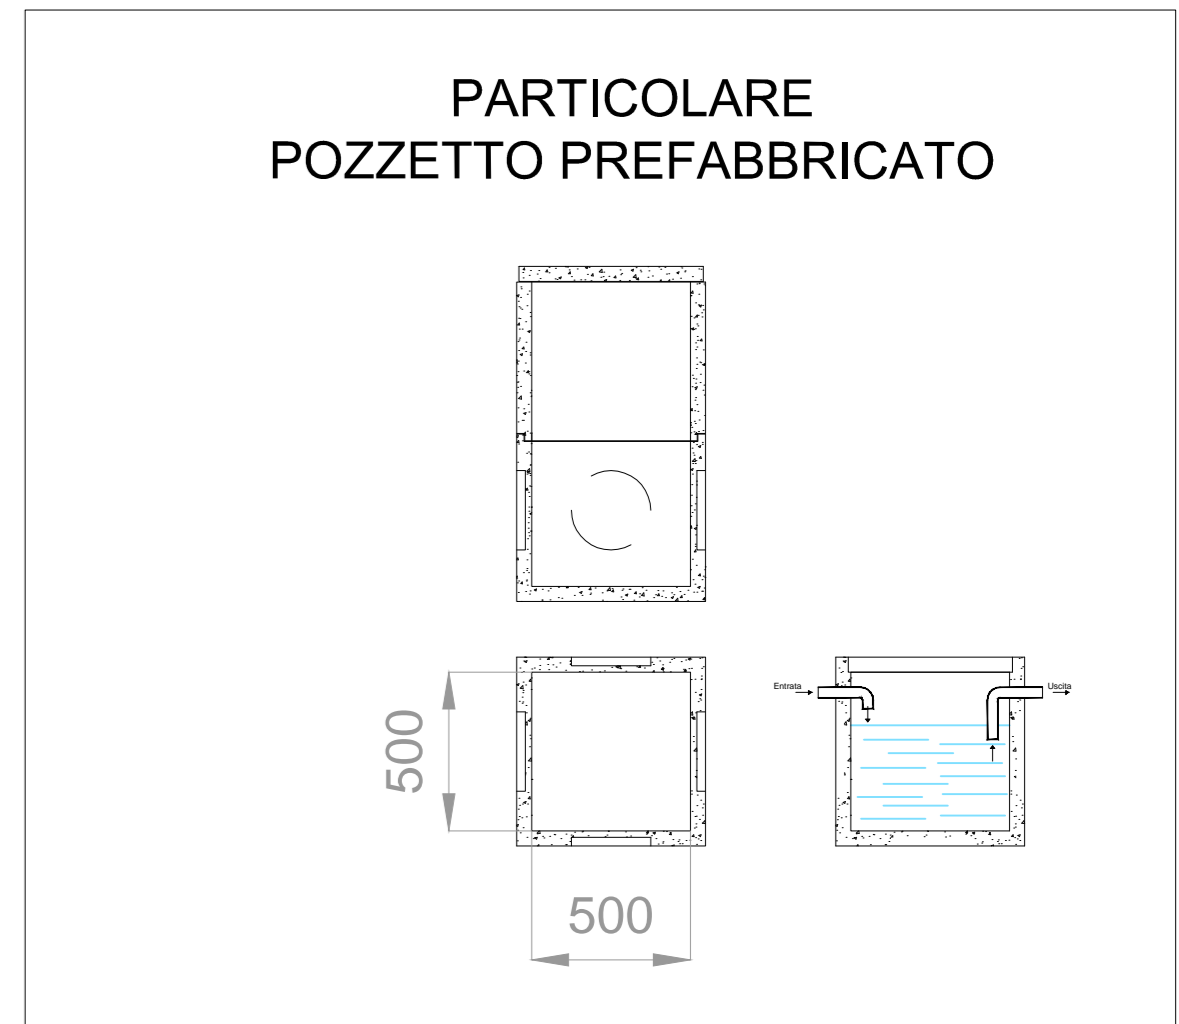 PARTICOLARE
POZZETTO PREFABBRICATO
Entrata
Uscita
500
500